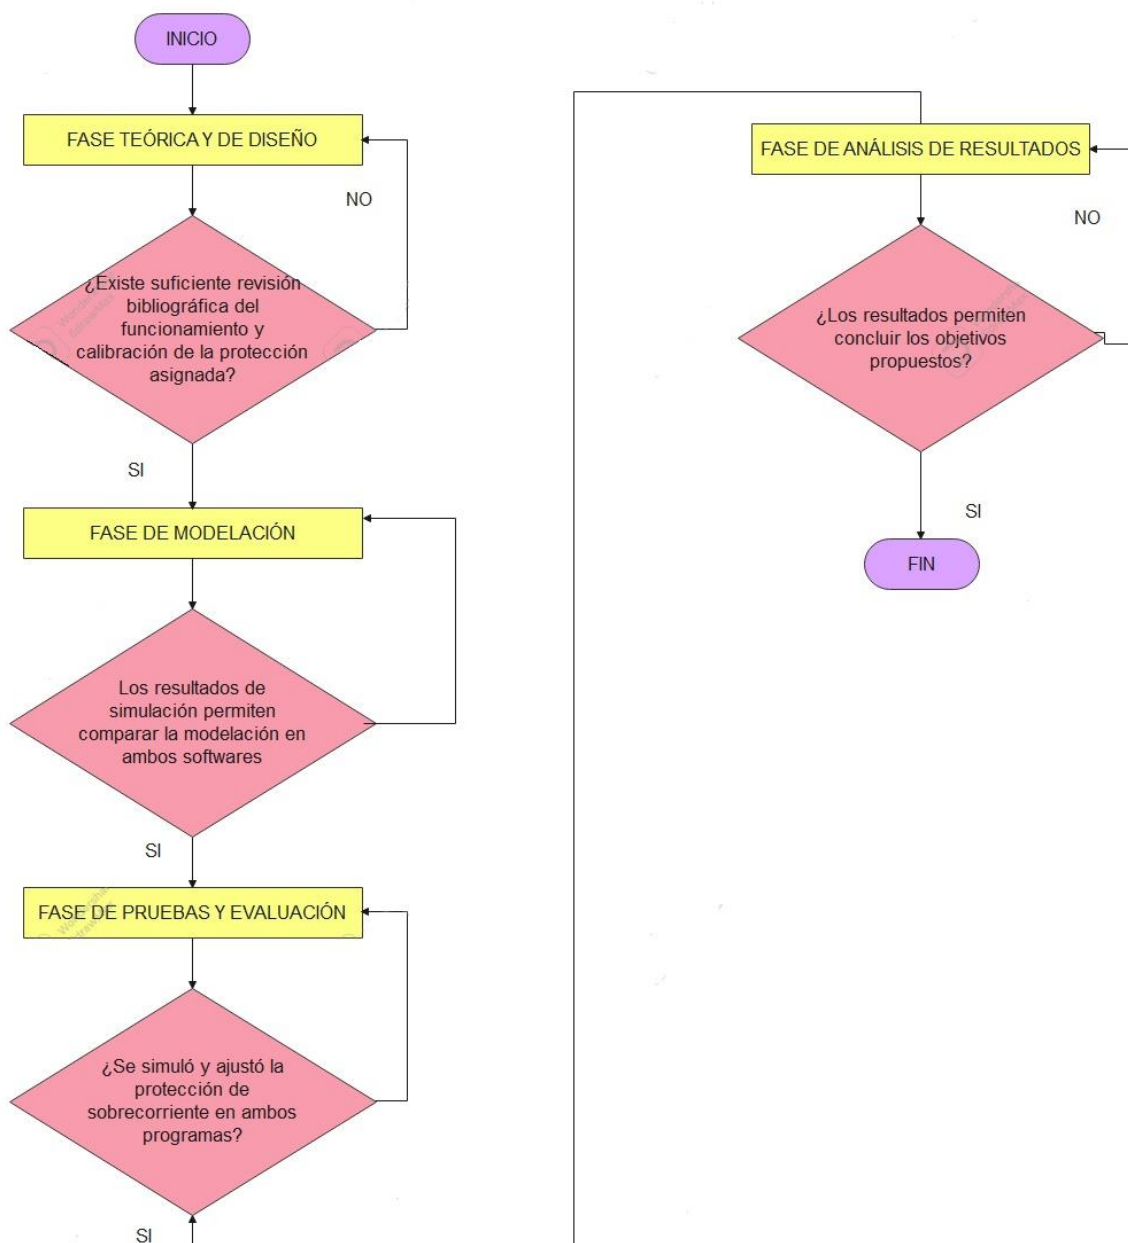 INICIO
FASE TEÓRICA Y DE DISEÑO
NO
¿Existe suficiente revisión
bibliográfica del
funcionamiento y
calibración de la protección
asignada?
SI
FASE DE MODELACIÓN
Los resultados de
simulación permiten
comparar la modelación en
ambos softwares
SI
FASE DE PRUEBAS Y EVALUACIÓN
¿Se simuló y ajustó la
protección de
sobrecorriente en ambos
programas?
SI
FASE DE ANÁLISIS DE RESULTADOS
NO
¿Los resultados permiten
concluir los objetivos
propuestos?
SI
FIN